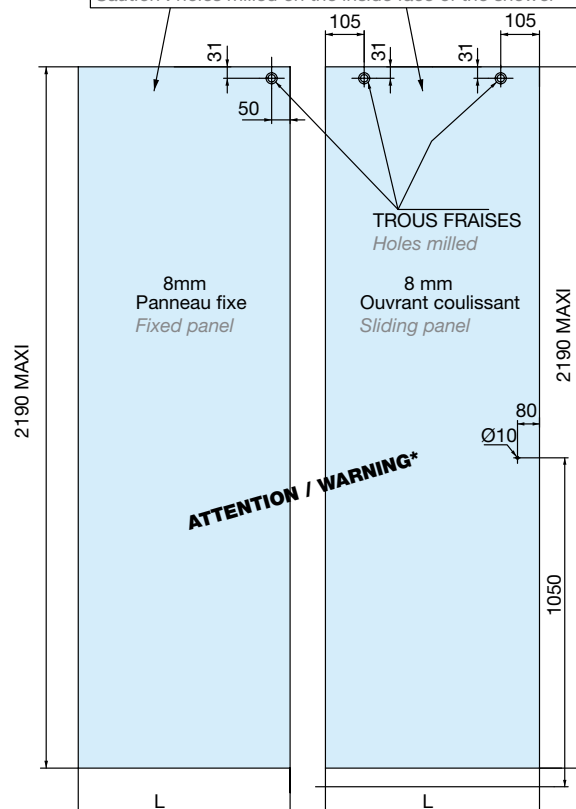 Caution : holes milled on the inside face of the shower
105
105
31
31
31
50
TROUS FRAISES
Holes milled
8mm
Panneau fixe
Fixed panel
8 mm
Ouvrant coulissant
Sliding panel
2190 MAXI
2190 MAXI
80
Ø10
ATTENTION / WARNING*
1050
L
L